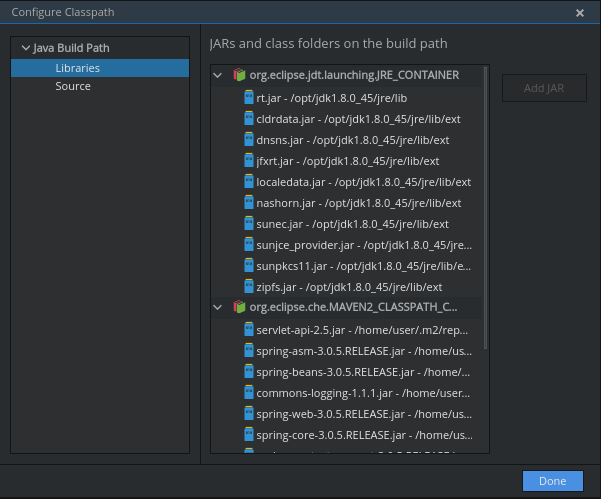 Configure Classpath
Java Build Path
Libraries
Source
JARs and class folders on the build path
Add JAR
org.eclipse.jdt.launching.JRE_CONTAINER
rt.jar - /opt/jdk1.8.0_45/jre/lib
cldrdata.jar - /opt/jdk1.8.0_45/jre/lib/ext
dnsns.jar - /opt/jdk1.8.0_45/jre/lib/ext
jfxrt.jar - /opt/jdk1.8.0_45/jre/lib/ext
localedata.jar - /opt/jdk1.8.0_45/jre/lib/ext
nashorn.jar - /opt/jdk1.8.0_45/jre/lib/ext
sunec.jar - /opt/jdk1.8.0_45/jre/lib/ext
sunjce_provider.jar - /opt/jdk1.8.0_45/jre...
sunpkcs11.jar - /opt/jdk1.8.0_45/jre/lib/e...
zipfs.jar - /opt/jdk1.8.0_45/jre/lib/ext
org.eclipse.che.MAVEN2_CLASSPATH_C...
servlet-api-2.5.jar - /home/user/.m2/rep...
spring-asm-3.0.5.RELEASE.jar - /home/us...
spring-beans-3.0.5.RELEASE.jar - /home/...
commons-logging-1.1.1.jar - /home/user...
spring-web-3.0.5.RELEASE.jar - /home/us...
spring-core-3.0.5.RELEASE.jar - /home/us...
Done